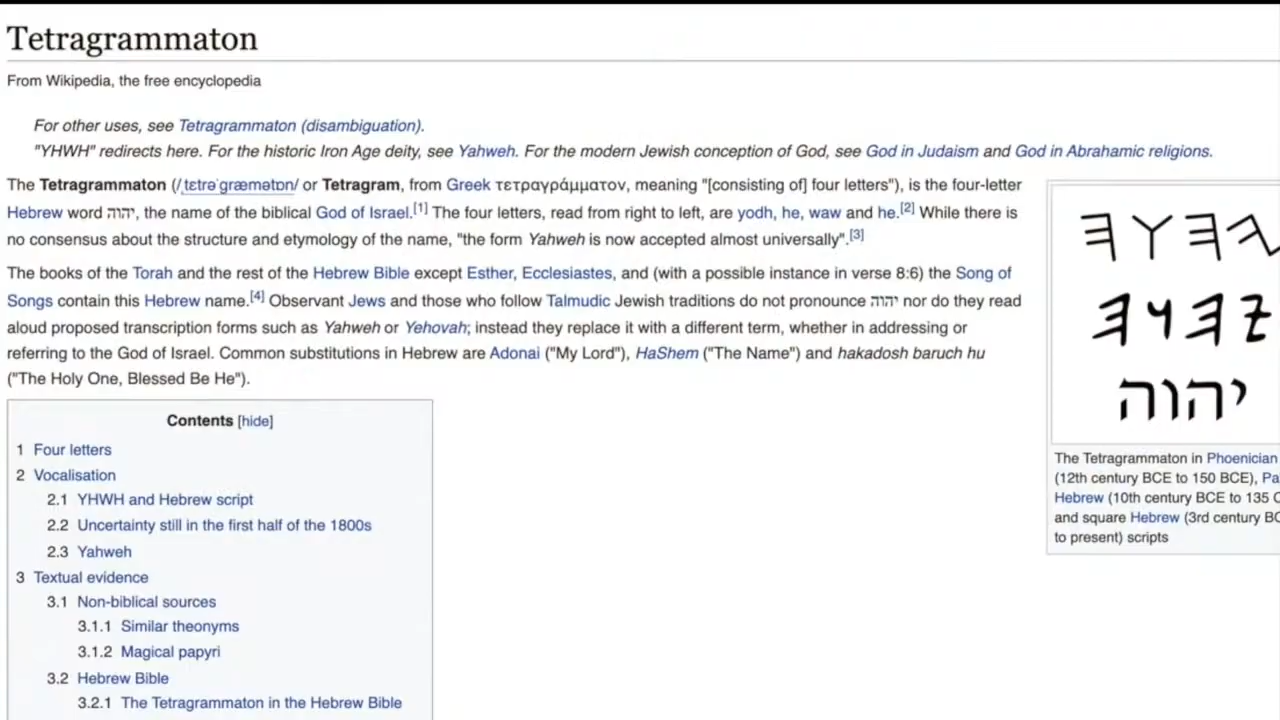 Tetragrammaton
From Wikipedia, the free encyclopedia
For other uses, see Tetragrammaton (disambiguation).
"YHWH" redirects here. For the historic Iron Age deity, see Yahweh. For the modern Jewish conception of God, see God in Judaism and God in Abrahamic religions.
The Tetragrammaton (/ˌtɛtrəˈɡræmətɒn/ or Tetragram, from Greek τετραγράμματον, meaning "[consisting of] four letters"), is the four-letter
Hebrew word יהוה, the name of the biblical God of Israel.[1] The four letters, read from right to left, are yodh, he, waw and he.[2] While there is
no consensus about the structure and etymology of the name, "the form Yahweh is now accepted almost universally".[3]
The books of the Torah and the rest of the Hebrew Bible except Esther, Ecclesiastes, and (with a possible instance in verse 8:6) the Song of
Songs contain this Hebrew name.[4] Observant Jews and those who follow Talmudic Jewish traditions do not pronounce יהוה nor do they read
aloud proposed transcription forms such as Yahweh or Yehovah; instead they replace it with a different term, whether in addressing or
referring to the God of Israel. Common substitutions in Hebrew are Adonai ("My Lord"), HaShem ("The Name") and hakadosh baruch hu
("The Holy One, Blessed Be He").
Contents [hide]
1 Four letters
2 Vocalisation
2.1 YHWH and Hebrew script
2.2 Uncertainty still in the first half of the 1800s
2.3 Yahweh
3 Textual evidence
3.1 Non-biblical sources
3.1.1 Similar theonyms
3.1.2 Magical papyri
3.2 Hebrew Bible
3.2.1 The Tetragrammaton in the Hebrew Bible
𐤉𐤄𐤅𐤄
יהוה
The Tetragrammaton in Phoenician
(12th century BCE to 150 BCE), Pa
Hebrew (10th century BCE to 135 C
and square Hebrew (3rd century BC
to present) scripts